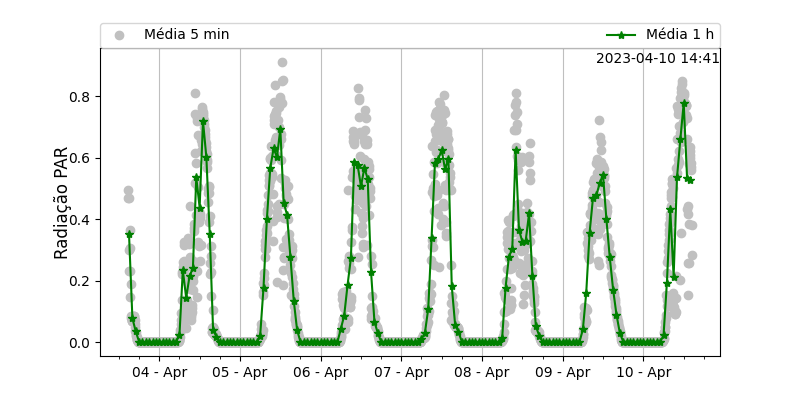 Média 5 min
Média 1 h
2023-04-10 14:41
Radiação PAR
0.8
0.6
0.4
0.2
0.0
04 - Apr
05 - Apr
06 - Apr
07 - Apr
08 - Apr
09 - Apr
10 - Apr